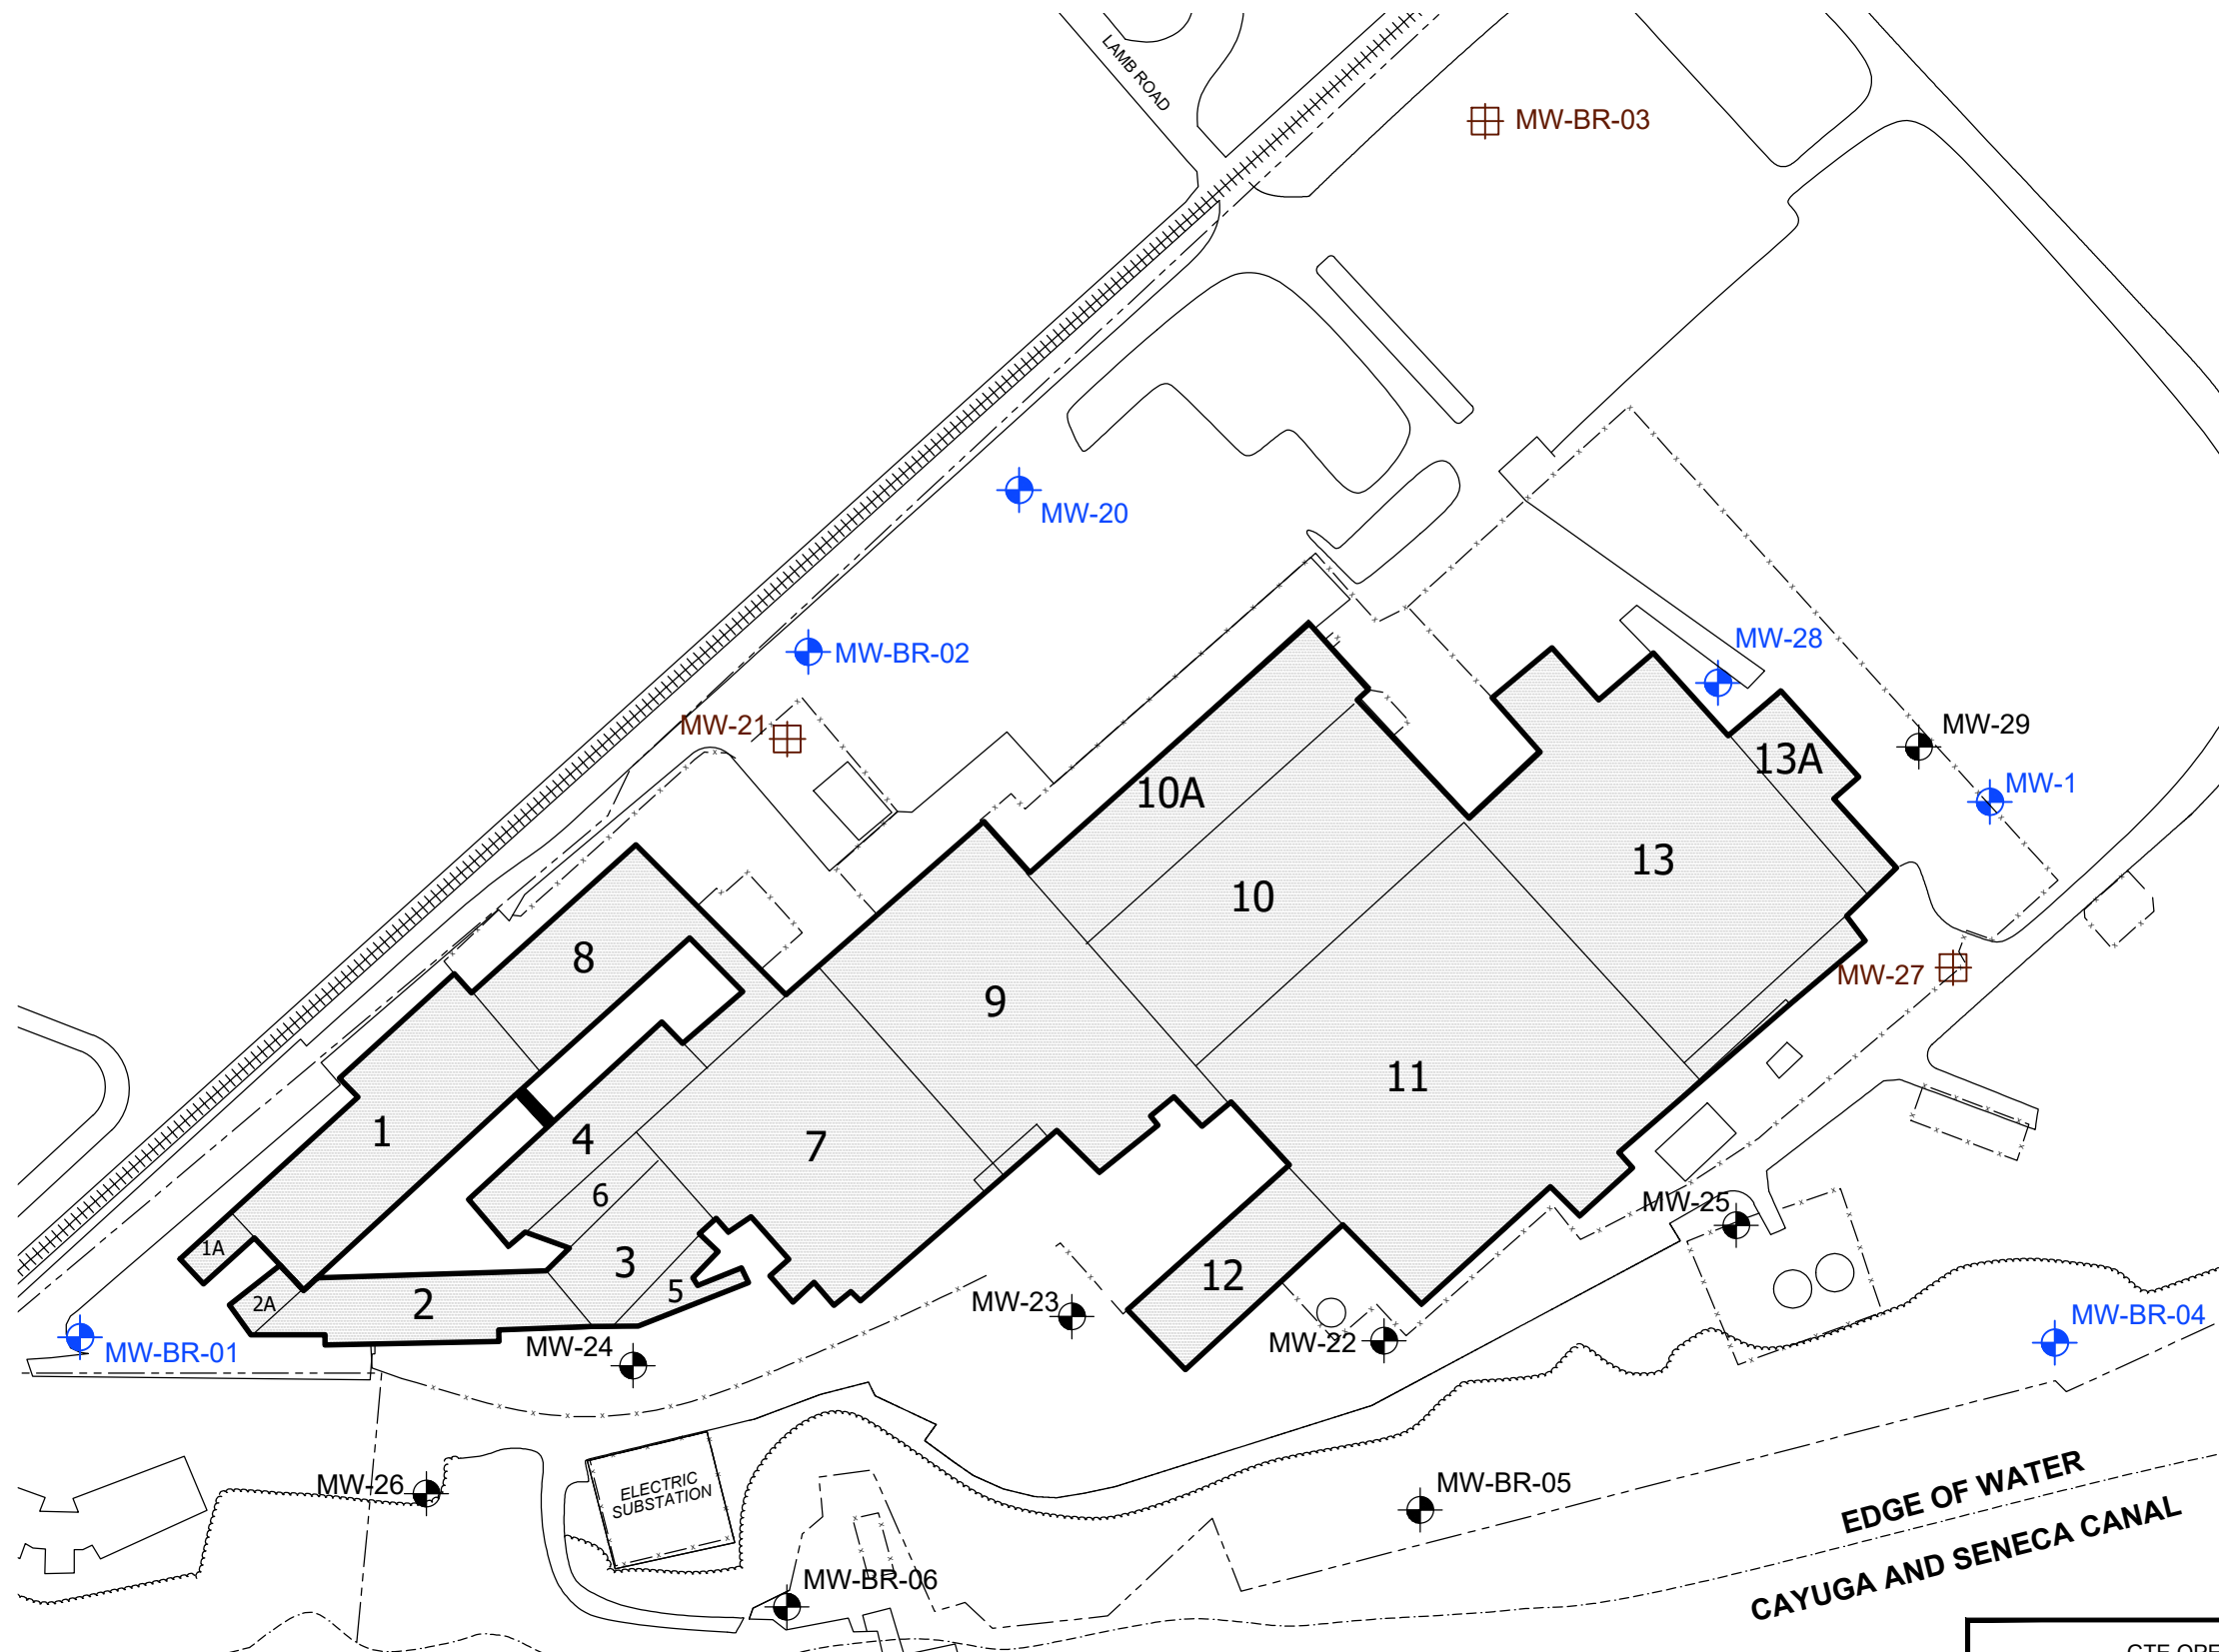 LAMB ROAD
MW-BR-03
MW-20
MW-BR-02
MW-28
MW-21
MW-29
13A
MW-1
10A
13
10
8
9
MW-27
11
1
4
7
6
MW-25
1A
3
12
5
2A
2
MW-23
MW-BR-04
MW-22
MW-24
MW-BR-01
MW-26
ELECTRIC
SUBSTATION
MW-BR-05
EDGE OF WATER
CAYUGA AND SENECA CANAL
MW-BR-06